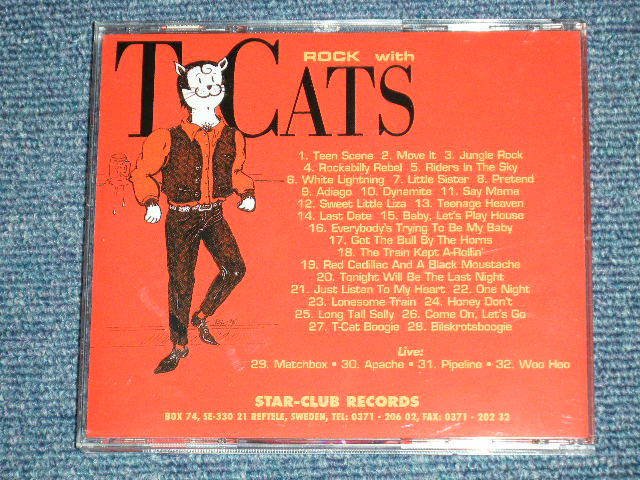 ROCK with
T CATS
1. Teen Scene 2. Move It 3. Jungle Rock
4. Rockabilly Rebel 5. Riders In The Sky
6. White Lightning 7. Little Sister 8. Pretend
9. Adiago 10. Dynamite 11. Say Mama
12. Sweet Little Liza 13. Teenage Heaven
14. Last Date 15. Baby, Let's Play House
16. Everybody's Trying To Be My Baby
17. Got The Bull By The Horns
18. The Train Kept A-Rollin'
19. Red Cadillac And A Black Moustache
20. Tonight Will Be The Last Night
21. Just Listen To My Heart 22. One Night
23. Lonesome Train 24. Honey Don't
25. Long Tall Sally 26. Come On, Let's Go
27. T-Cat Boogie 28. Bilskrotsboogie
Live:
29. Matchbox • 30. Apache • 31. Pipeline • 32. Woo Hoo
STAR-CLUB RECORDS
BOX 74, SE-330 21 REFTELE, SWEDEN, TEL: 0371 - 206 02, FAX: 0371 - 202 32